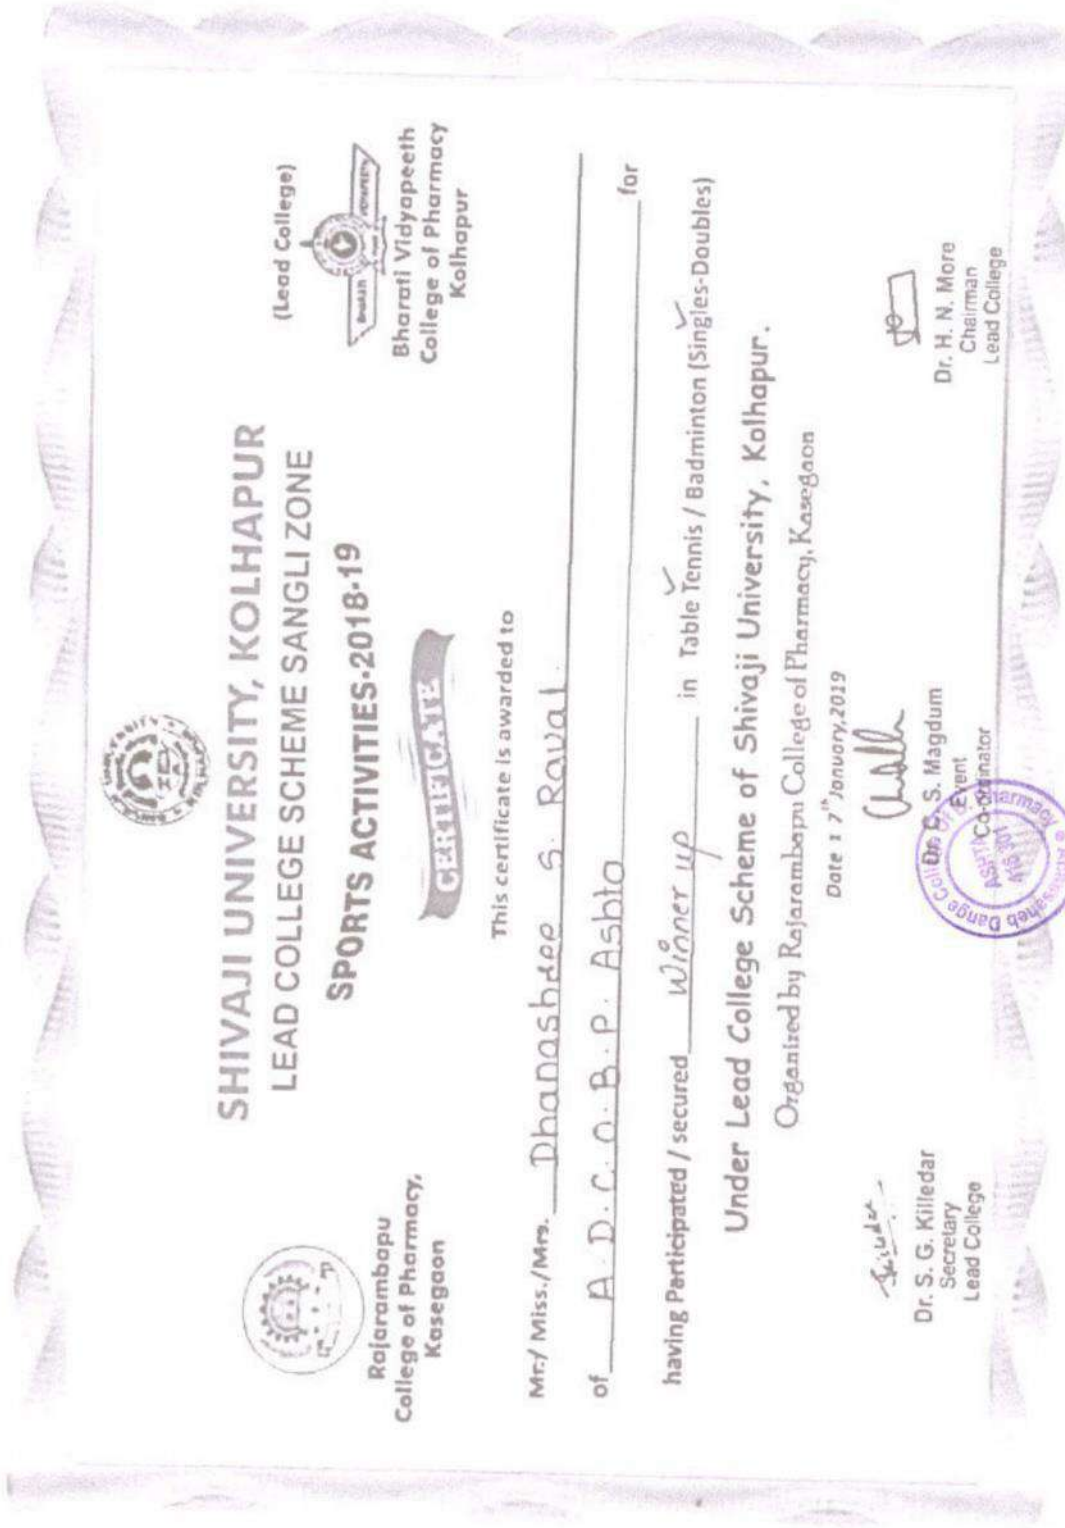 SHIVAJI UNIVERSITY, KOLHAPUR
LEAD COLLEGE SCHEME SANGLI ZONE
SPORTS ACTIVITIES-2018-19
CERTIFICATE
Rajarambapu
College of Pharmacy,
Kasegaon
(Lead College)
BHARATI VIDYAPEETH
Bharati Vidyapeeth
College of Pharmacy
Kolhapur
This certificate is awarded to
Mr./ Miss./Mrs. Dhanashree S. Raval.
of A.D.C.O.B.P. Ashta for
having Participated / secured Winner up in Table Tennis / Badminton (Singles-Doubles)
Under Lead College Scheme of Shivaji University, Kolhapur.
Organized by Rajarambapu College of Pharmacy, Kasegaon
Date : 7th January, 2019
Dr. S. G. Killedar
Secretary
Lead College
S. Magdum
Event
Co-ordinator
Dr. H. N. More
Chairman
Lead College